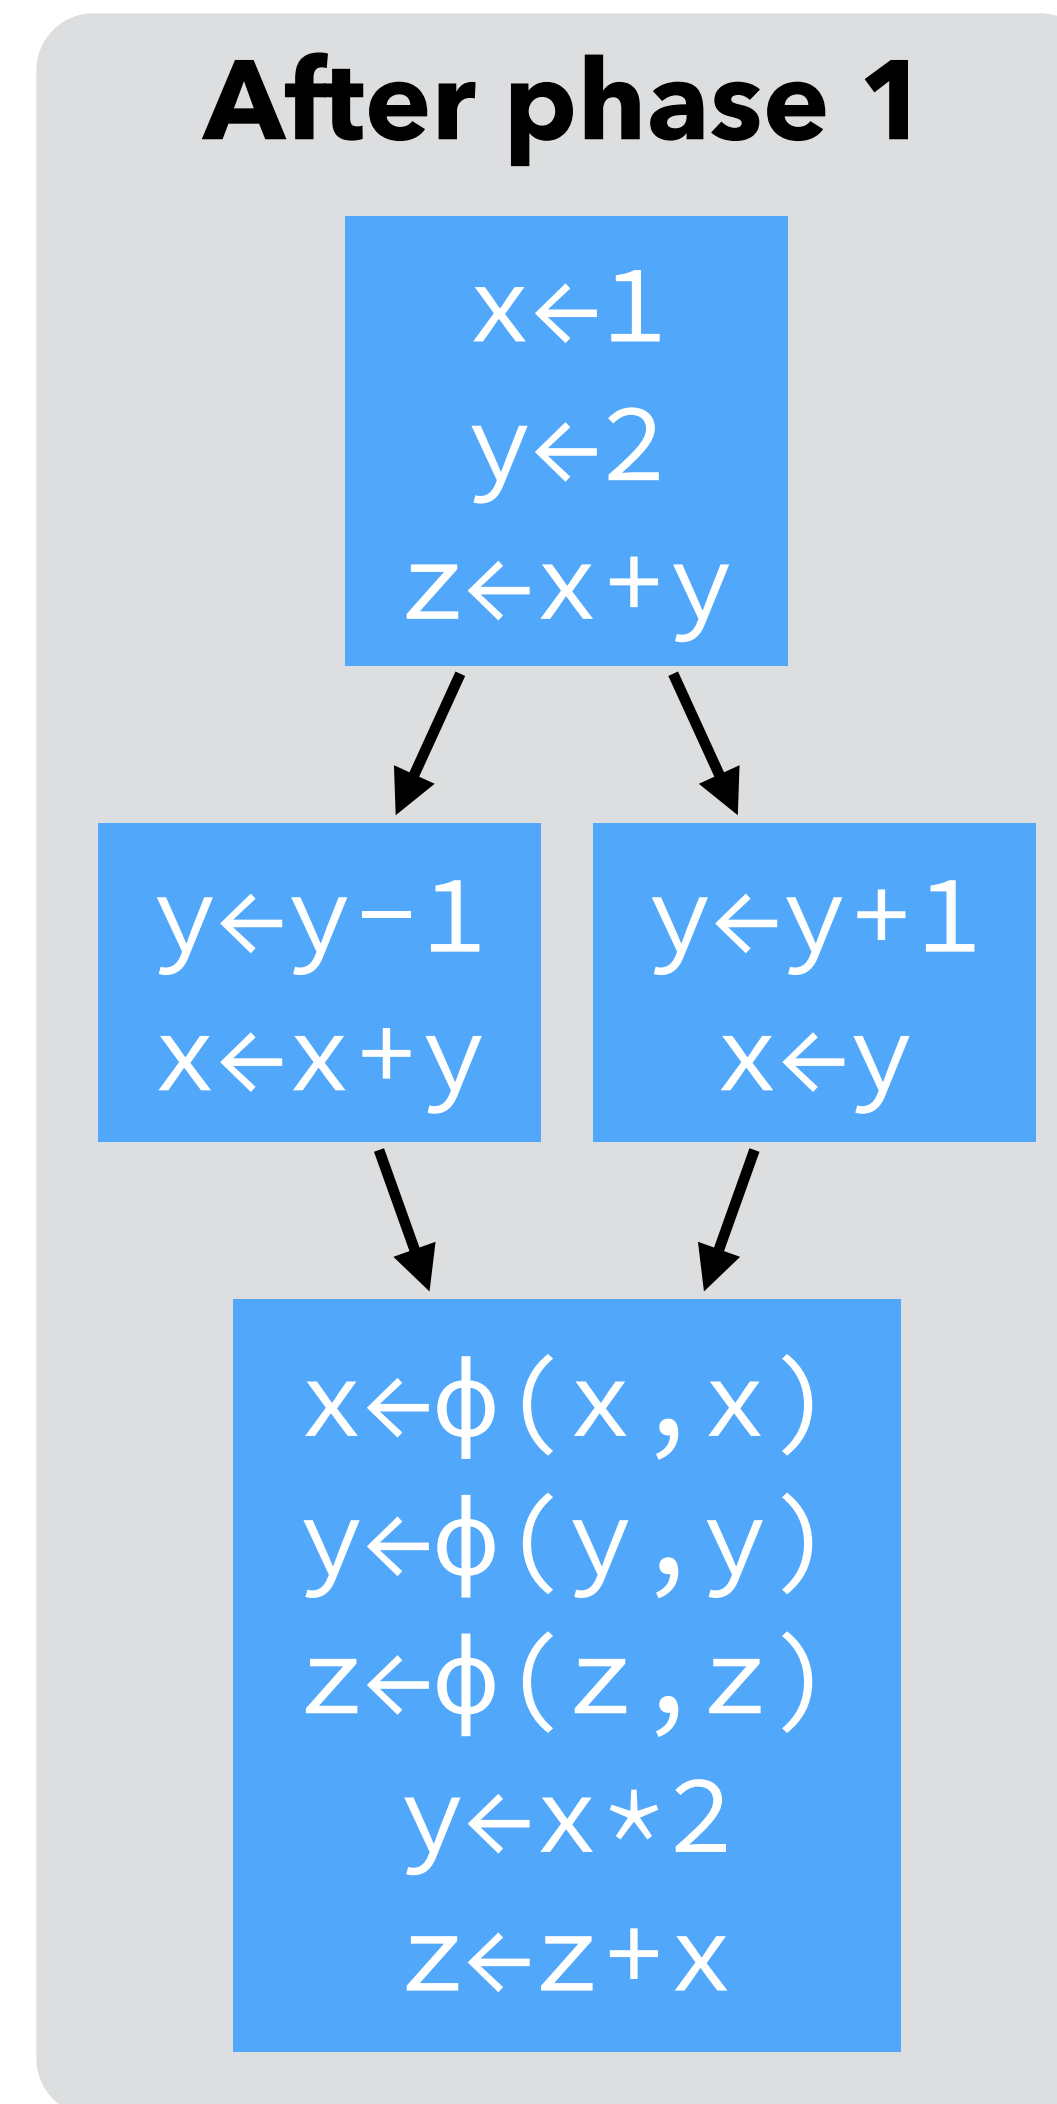 After phase 1
x←1
y←2
z←x+y
y←y-1
x←x+y
y←y+1
x←y
x←ϕ(x,x)
y←ϕ(y,y)
z←ϕ(z,z)
y←x*2
z←z+x